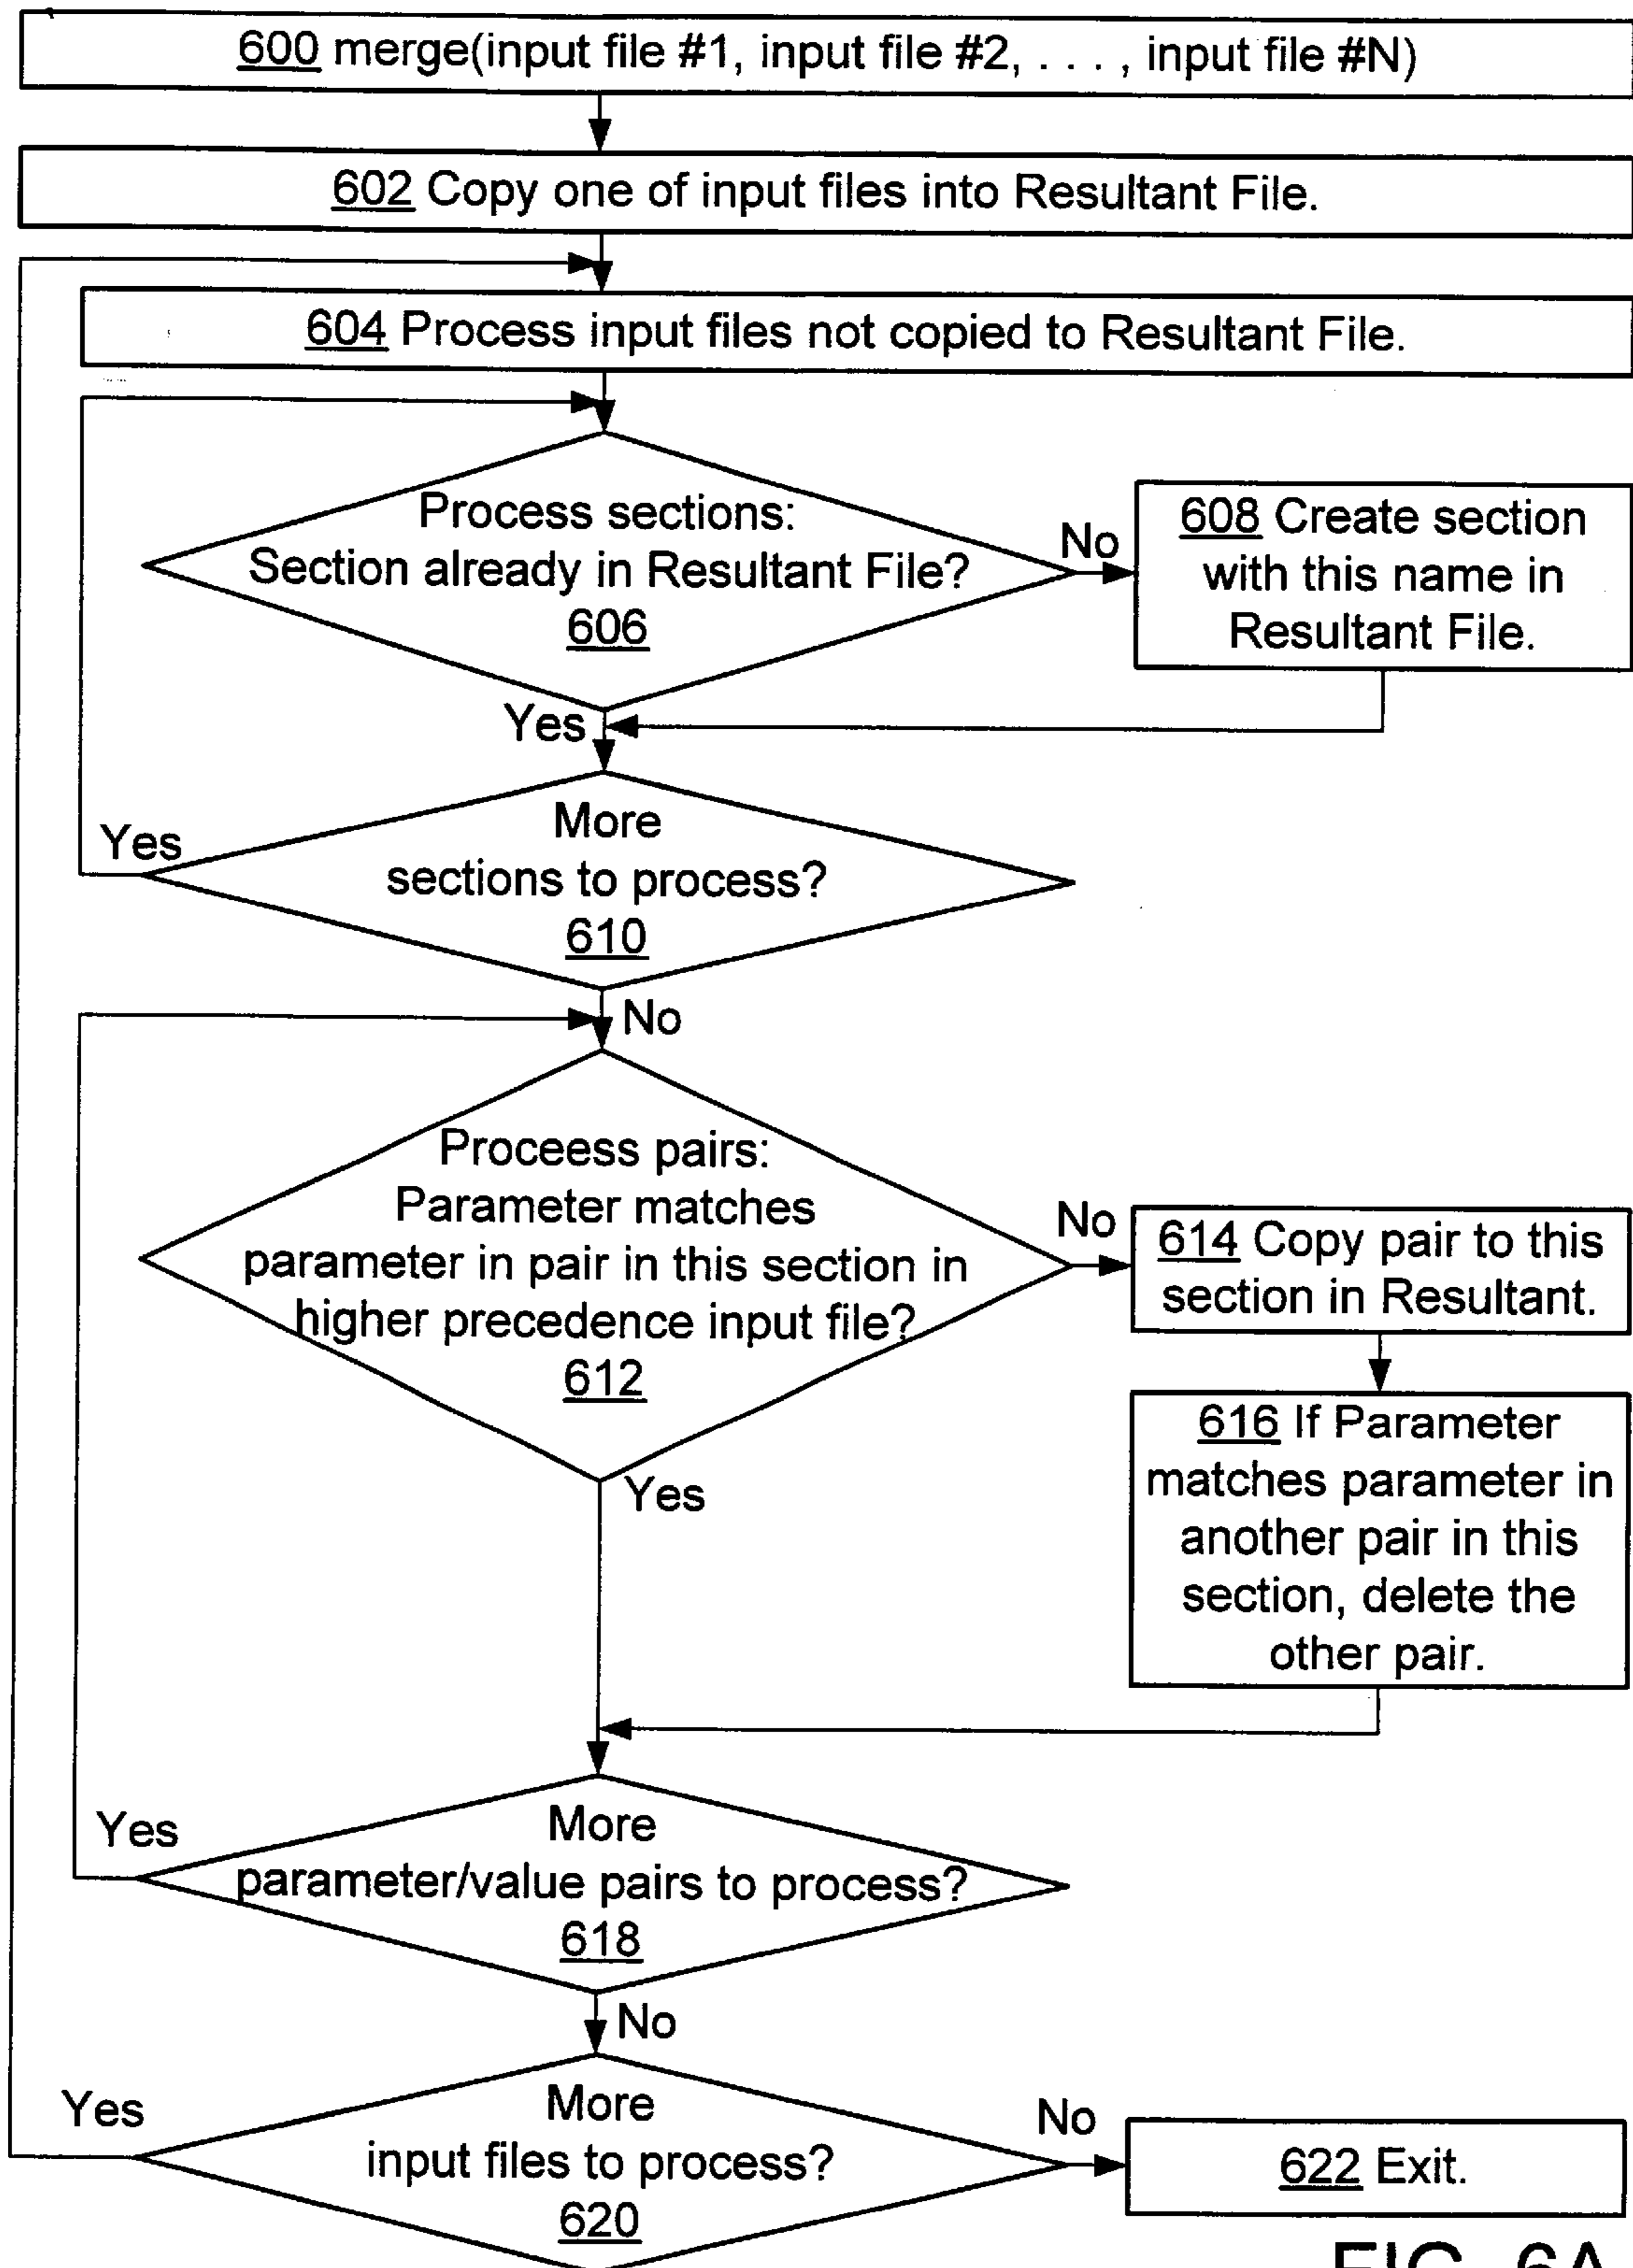 600 merge(input file #1, input file #2, . . . , input file #N)
602 Copy one of input files into Resultant File.
604 Process input files not copied to Resultant File.
Process sections:
Section already in Resultant File?
606
No
608 Create section
with this name in
Resultant File.
Yes
More
sections to process?
610
Yes
No
Proceess pairs:
Parameter matches
parameter in pair in this section in
higher precedence input file?
612
No
614 Copy pair to this
section in Resultant.
616 If Parameter
matches parameter in
another pair in this
section, delete the
other pair.
Yes
More
parameter/value pairs to process?
618
Yes
No
More
input files to process?
620
Yes
No
622 Exit.
FIG. 6A